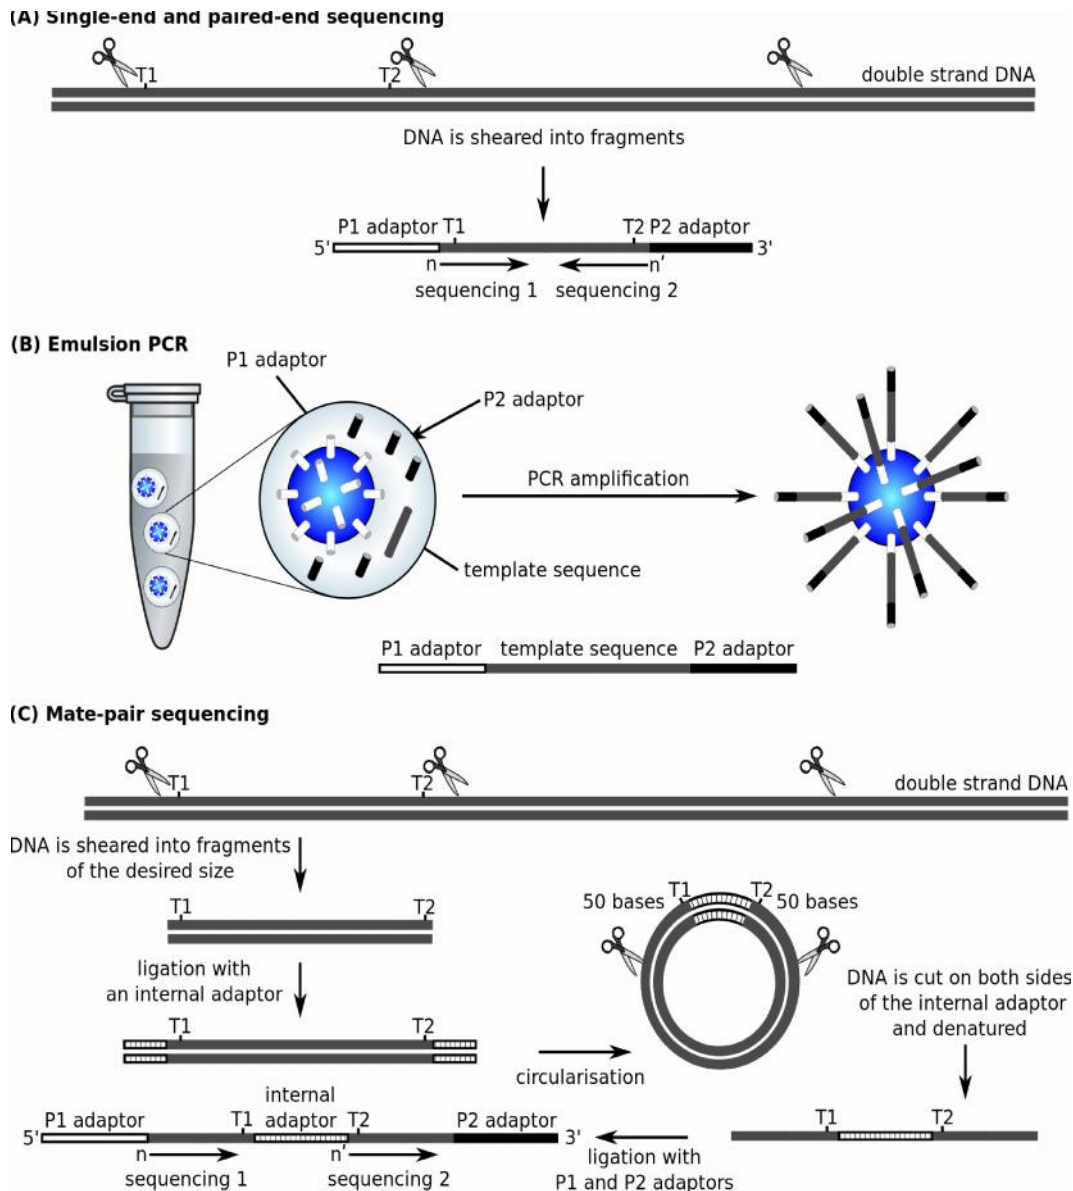 (A) Single-end and paired-end sequencing
T1
T2
double strand DNA
DNA is sheared into fragments
P1 adaptor T1
T2 P2 adaptor
5'
3'
n
n'
sequencing 1
sequencing 2
(B) Emulsion PCR
P1 adaptor
P2 adaptor
PCR amplification
template sequence
P1 adaptor
template sequence
P2 adaptor
(C) Mate-pair sequencing
T1
T2
double strand DNA
DNA is sheared into fragments
of the desired size
T1
T2
ligation with
an internal adaptor
T1
T2
circularisation
50 bases
T1
T2
50 bases
DNA is cut on both sides
of the internal adaptor
and denatured
T1
T2
ligation with
P1 and P2 adaptors
internal
adaptor
P1 adaptor
T1
T2
P2 adaptor
5'
3'
n
n'
sequencing 1
sequencing 2